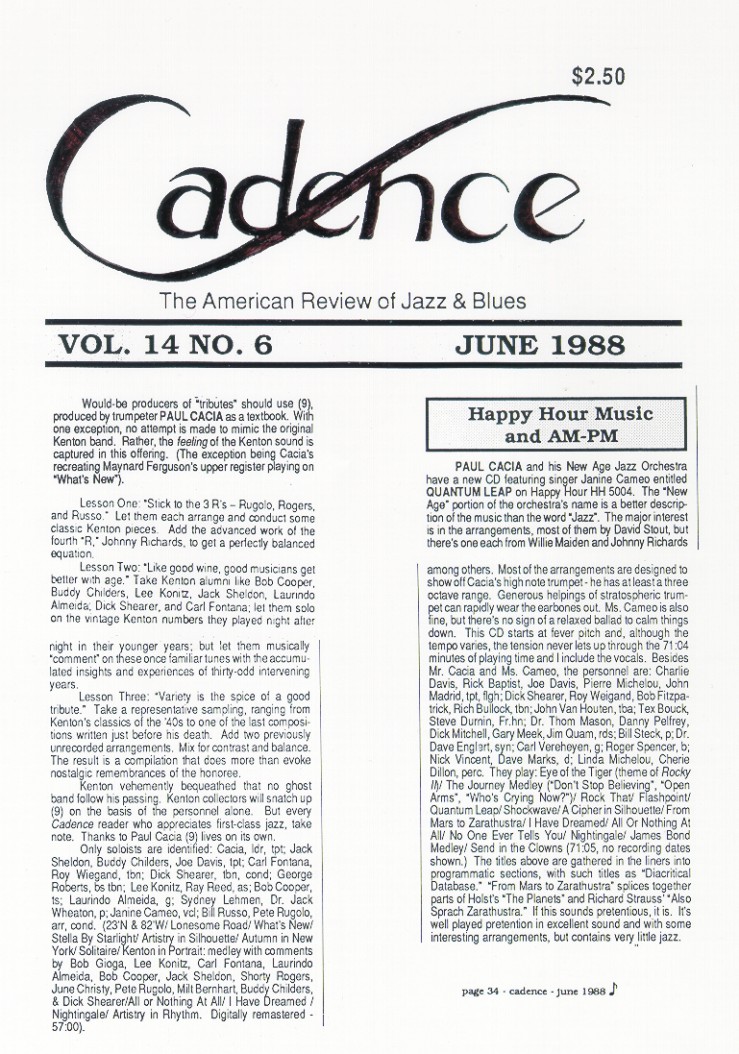 $2.50
Cadence
The American Review of Jazz & Blues
VOL. 14 NO. 6 JUNE 1988
Would-be producers of "tributes" should use (9),
produced by trumpeter PAUL CACIA as a textbook. With
one exception, no attempt is made to mimic the original
Kenton band. Rather, the feeling of the Kenton sound is
captured in this offering. (The exception being Cacia's
recreating Maynard Ferguson's upper register playing on
"What's New").
Lesson One: "Stick to the 3 R's – Rugolo, Rogers,
and Russo." Let them each arrange and conduct some
classic Kenton pieces. Add the advanced work of the
fourth "R," Johnny Richards, to get a perfectly balanced
equation.
Lesson Two: "Like good wine, good musicians get
better with age." Take Kenton alumni like Bob Cooper,
Buddy Childers, Lee Konitz, Jack Sheldon, Laurindo
Almeida, Dick Shearer, and Carl Fontana; let them solo
on the vintage Kenton numbers they played night after
night in their younger years; but let them musically
"comment" on these once familiar tunes with the accumu-
lated insights and experiences of thirty-odd intervening
years.
Lesson Three: "Variety is the spice of a good
tribute." Take a representative sampling, ranging from
Kenton's classics of the '40s to one of the last composi-
tions written just before his death. Add two previously
unrecorded arrangements. Mix for contrast and balance.
The result is a compilation that does more than evoke
nostalgic remembrances of the honoree.
Kenton vehemently bequeathed that no ghost
band follow his passing. Kenton collectors will snatch up
(9) on the basis of the personnel alone. But every
Cadence reader who appreciates first-class jazz, take
note. Thanks to Paul Cacia (9) lives on its own.
Only soloists are identified: Cacia, ldr, tpt; Jack
Sheldon, Buddy Childers, Joe Davis, tpt; Carl Fontana,
Roy Wiegand, tbn; Dick Shearer, tbn, cond; George
Roberts, bs tbn; Lee Konitz, Ray Reed, as; Bob Cooper,
ts; Laurindo Almeida, g; Sydney Lehmen, Dr. Jack
Wheaton, p; Janine Cameo, vcl; Bill Russo, Pete Rugolo,
arr, cond. (23'N & 82'W/ Lonesome Road/ What's New/
Stella By Starlight/ Artistry in Silhouette/ Autumn in New
York/ Solitaire/ Kenton in Portrait: medley with comments
by Bob Gioga, Lee Konitz, Carl Fontana, Laurindo
Almeida, Bob Cooper, Jack Sheldon, Shorty Rogers,
June Christy, Pete Rugolo, Milt Bernhart, Buddy Childers,
& Dick Shearer/All or Nothing At All/ I Have Dreamed /
Nightingale/ Artistry in Rhythm. Digitally remastered -
57:00).
Happy Hour Music
and AM-PM
PAUL CACIA and his New Age Jazz Orchestra
have a new CD featuring singer Janine Cameo entitled
QUANTUM LEAP on Happy Hour HH 5004. The "New
Age" portion of the orchestra's name is a better descrip-
tion of the music than the word "Jazz". The major interest
is in the arrangements, most of them by David Stout, but
there's one each from Willie Maiden and Johnny Richards
among others. Most of the arrangements are designed to
show off Cacia's high note trumpet - he has at least a three
octave range. Generous helpings of stratospheric trum-
pet can rapidly wear the earbones out. Ms. Cameo is also
fine, but there's no sign of a relaxed ballad to calm things
down. This CD starts at fever pitch and, although the
tempo varies, the tension never lets up through the 71:04
minutes of playing time and I include the vocals. Besides
Mr. Cacia and Ms. Cameo, the personnel are: Charlie
Davis, Rick Baptist, Joe Davis, Pierre Michelou, John
Madrid, tpt, flgh; Dick Shearer, Roy Weigand, Bob Fitzpa-
trick, Rich Bullock, tbn; John Van Houten, tba; Tex Bouck,
Steve Durnin, Fr.hn; Dr. Thom Mason, Danny Pelfrey,
Dick Mitchell, Gary Meek, Jim Quam, rds; Bill Steck, p; Dr.
Dave Englert, syn; Carl Vereheyen, g; Roger Spencer, b;
Nick Vincent, Dave Marks, d; Linda Michelou, Cherie
Dillon, perc. They play: Eye of the Tiger (theme of Rocky
II)/ The Journey Medley ("Don't Stop Believing", "Open
Arms", "Who's Crying Now?")/ Rock That/ Flashpoint/
Quantum Leap/ Shockwave/ A Cipher in Silhouette/ From
Mars to Zarathustra/ I Have Dreamed/ All Or Nothing At
All/ No One Ever Tells You/ Nightingale/ James Bond
Medley/ Send in the Clowns (71:05, no recording dates
shown.) The titles above are gathered in the liners into
programmatic sections, with such titles as "Diacritical
Database." "From Mars to Zarathustra" splices together
parts of Holst's "The Planets" and Richard Strauss' "Also
Sprach Zarathustra." If this sounds pretentious, it is. It's
well played pretention in excellent sound and with some
interesting arrangements, but contains very little jazz.
page 34 - cadence - june 1988